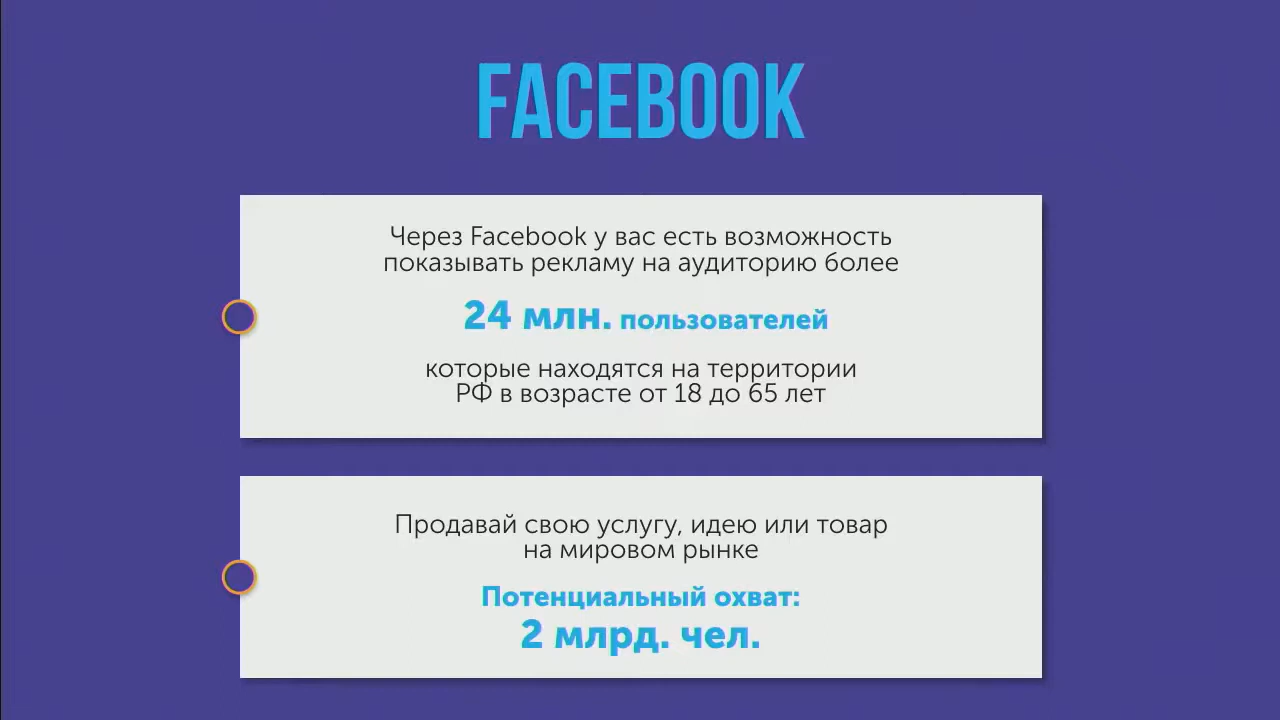 FACEBOOK
Через Facebook у вас есть возможность
показывать рекламу на аудиторию более
24 млн. пользователей
которые находятся на территории
РФ в возрасте от 18 до 65 лет
Продавай свою услугу, идею или товар
на мировом рынке
Потенциальный охват:
2 млрд. чел.